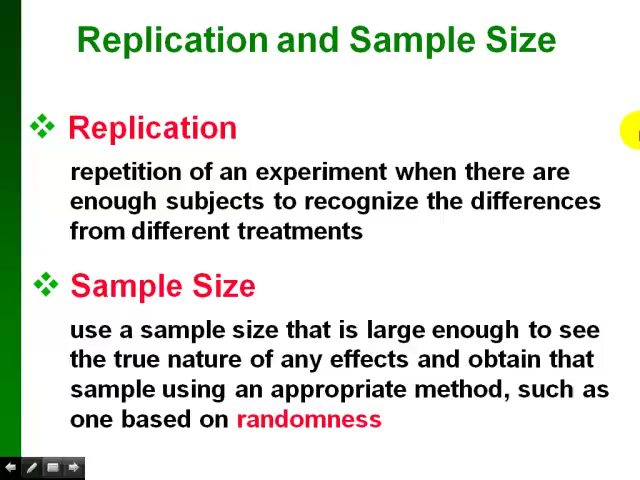 Replication and Sample Size
Replication
repetition of an experiment when there are
enough subjects to recognize the differences
from different treatments
Sample Size
use a sample size that is large enough to see
the true nature of any effects and obtain that
sample using an appropriate method, such as
one based on randomness